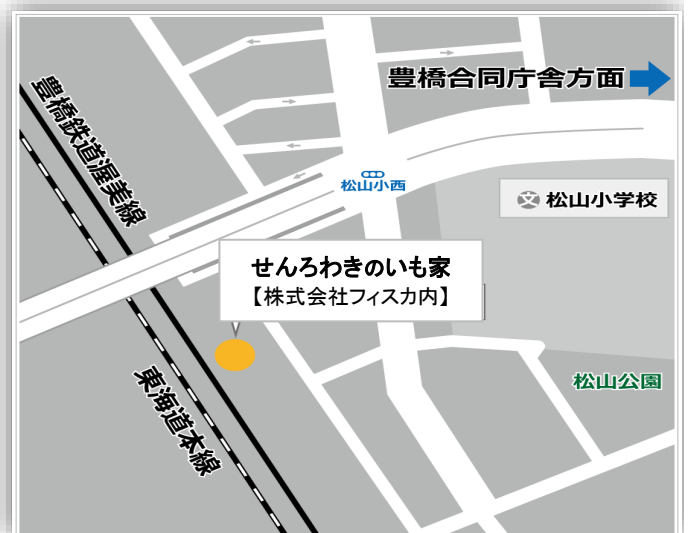 豊橋合同庁舎方面
豊橋鉄道渥美線
松山小西
文 松山小学校
せんろわきのいも家
【株式会社フィスカ内】
東海道本線
松山公園